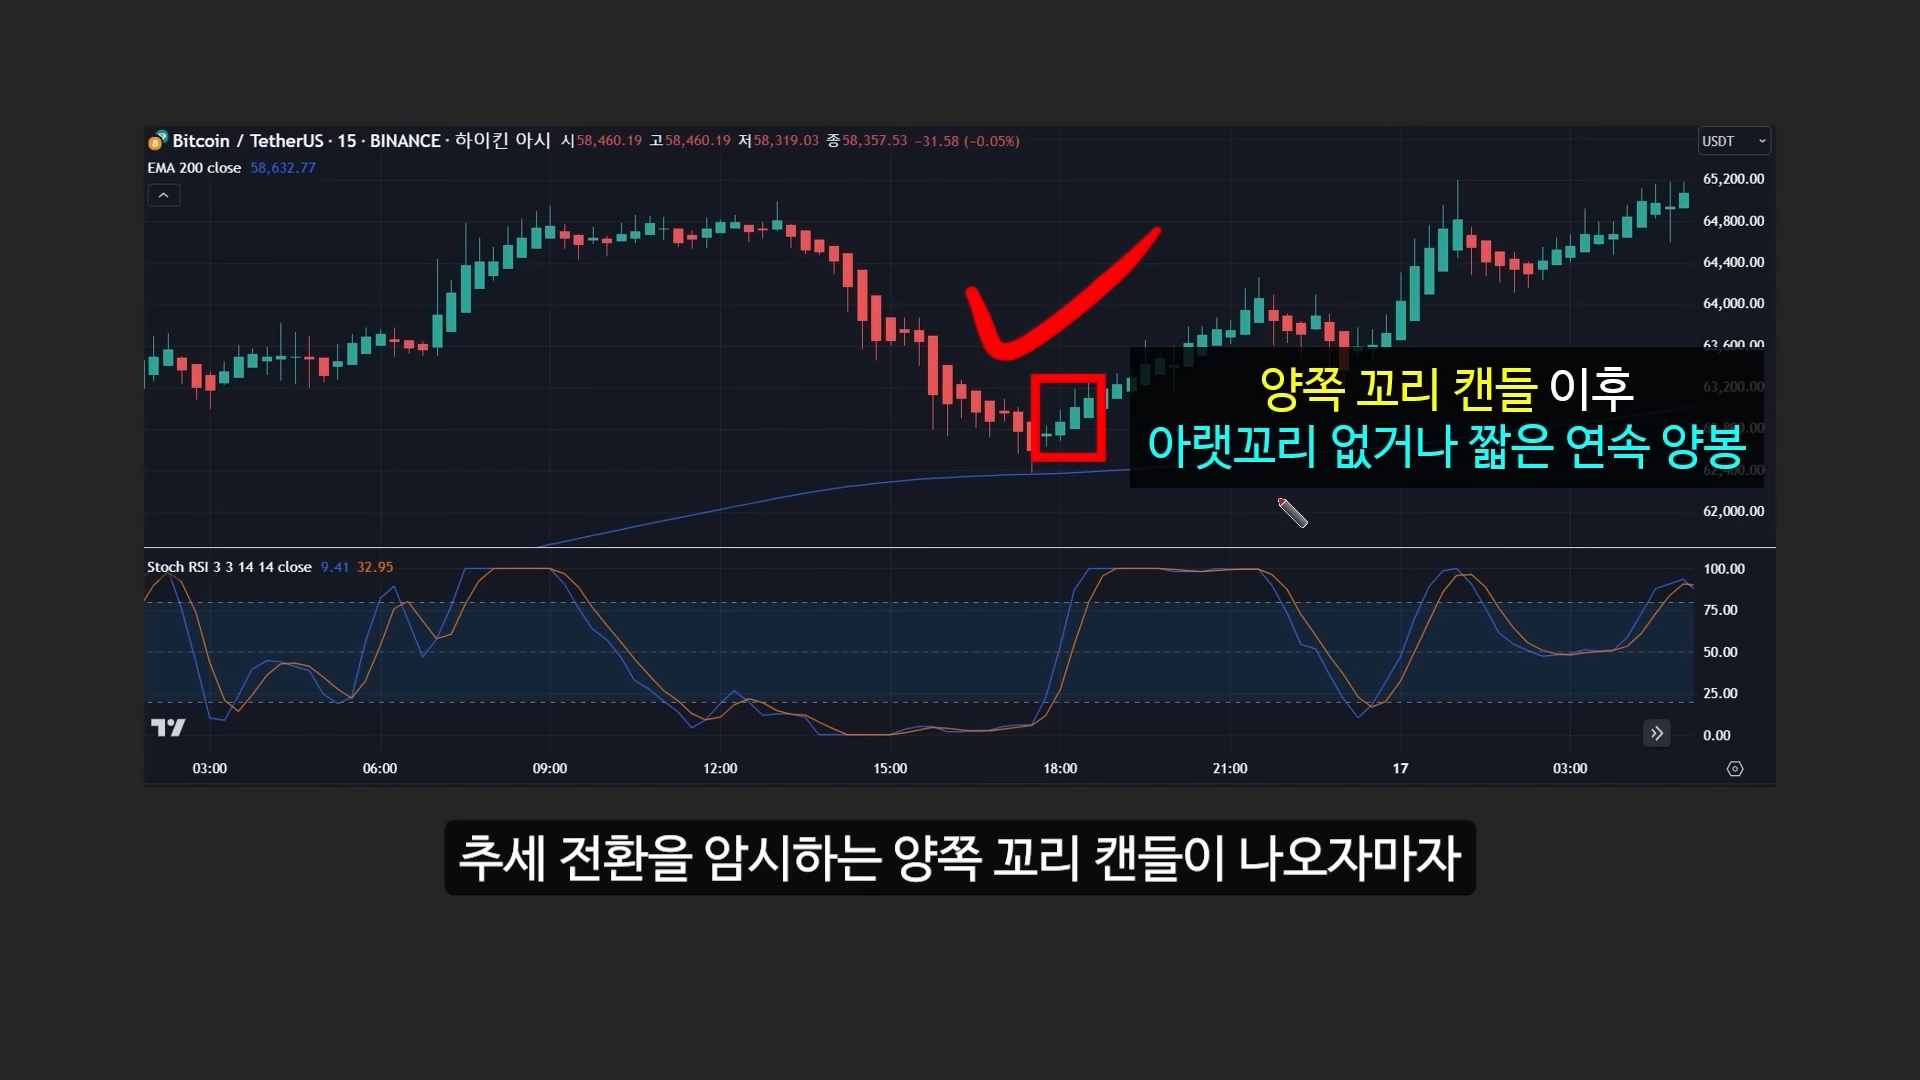 Bitcoin / TetherUS · 15 · BINANCE · 하이킨 아시 시58,460.19 고58,460.19 저58,319.03 종58,357.53 −31.58 (−0.05%)
USDT
EMA 200 close 58,632.77
65,200.00
64,800.00
64,400.00
64,000.00
63,600.00
63,200.00
양쪽 꼬리 캔들 이후
62,800.00
아랫꼬리 없거나 짧은 연속 양봉
62,400.00
62,000.00
Stoch RSI 3 3 14 14 close 9.41 32.95
100.00
75.00
50.00
25.00
0.00
03:00 06:00 09:00 12:00 15:00 18:00 21:00 17 03:00
추세 전환을 암시하는 양쪽 꼬리 캔들이 나오자마자